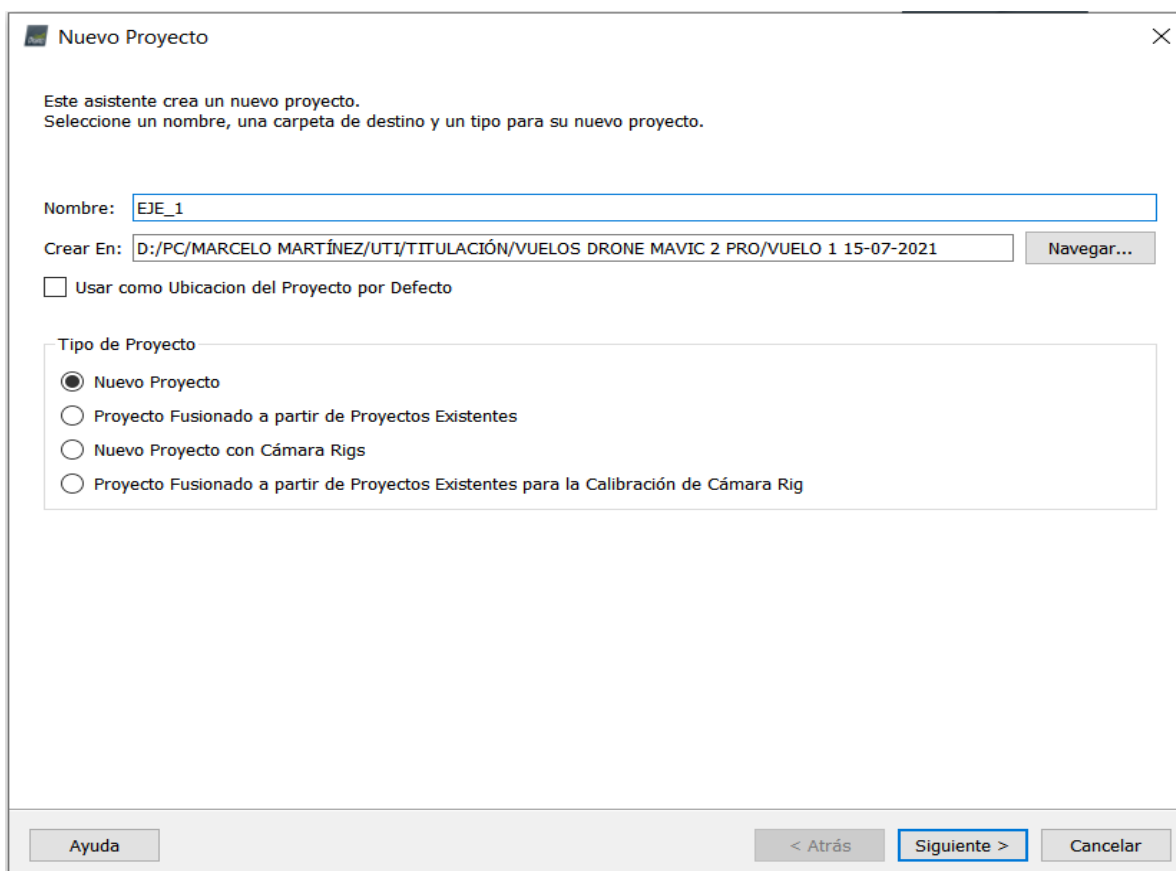 Nuevo Proyecto
Este asistente crea un nuevo proyecto.
Seleccione un nombre, una carpeta de destino y un tipo para su nuevo proyecto.
Nombre: EJE_1
Crear En: D:/PC/MARCELO MARTÍNEZ/UTI/TITULACIÓN/VUELOS DRONE MAVIC 2 PRO/VUELO 1 15-07-2021 Navegar...
Usar como Ubicacion del Proyecto por Defecto
Tipo de Proyecto
Nuevo Proyecto
Proyecto Fusionado a partir de Proyectos Existentes
Nuevo Proyecto con Cámara Rigs
Proyecto Fusionado a partir de Proyectos Existentes para la Calibración de Cámara Rig
Ayuda < Atrás Siguiente > Cancelar